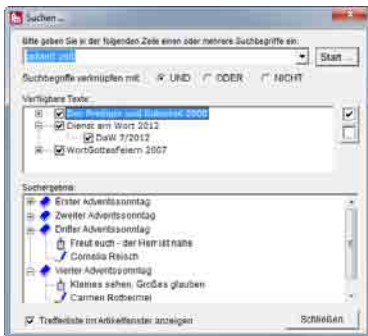 Suchen ...
Bitte geben Sie in der folgenden Zeile einen oder mehrere Suchbegriffe ein:
advent zeit
Start ...
Suchbegriffe verknüpfen mit: UND ODER NICHT
Verfügbare Texte:
Der Prediger und Katechet 2008
Dienst am Wort 2012
DaW 7/2012
WortGottesFeiern 2007
Suchergebnis:
Erster Adventssonntag
Zweiter Adventssonntag
Dritter Adventssonntag
Freut euch - der Herr ist nahe
Cornelia Reisch
Vierter Adventssonntag
Kleines sehen, Großes glauben
Carmen Rothermel
Trefferliste im Artikelfenster anzeigen
Schließen